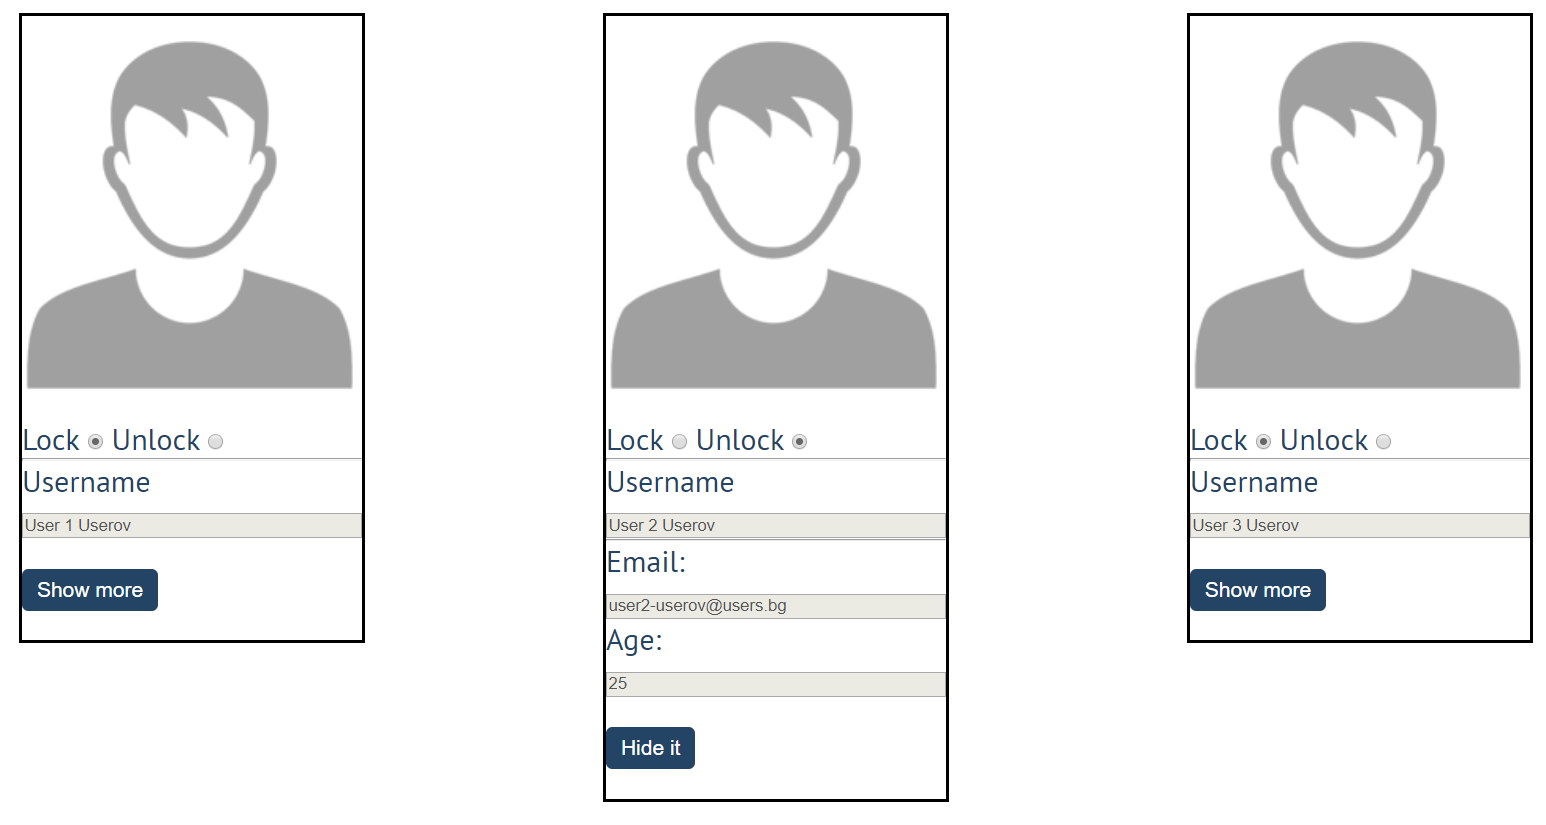 Lock Unlock
Username
User 1 Userov
Show more
Lock Unlock
Username
User 2 Userov
Email:
user2-userov@users.bg
Age:
25
Hide it
Lock Unlock
Username
User 3 Userov
Show more